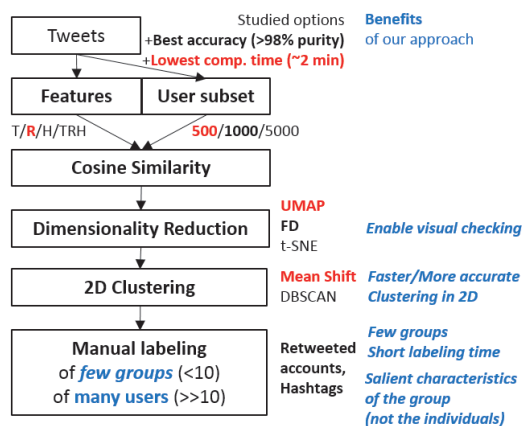 Tweets
Studied options
+Best accuracy (>98% purity)
+Lowest comp. time (~2 min)
Benefits
of our approach
Features
User subset
T/R/H/TRH
500/1000/5000
Cosine Similarity
Dimensionality Reduction
UMAP
FD
t-SNE
Enable visual checking
2D Clustering
Mean Shift
DBSCAN
Faster/More accurate
Clustering in 2D
Manual labeling
of few groups (<10)
of many users (>>10)
Retweeted
accounts,
Hashtags
Few groups
Short labeling time
Salient characteristics
of the group
(not the individuals)